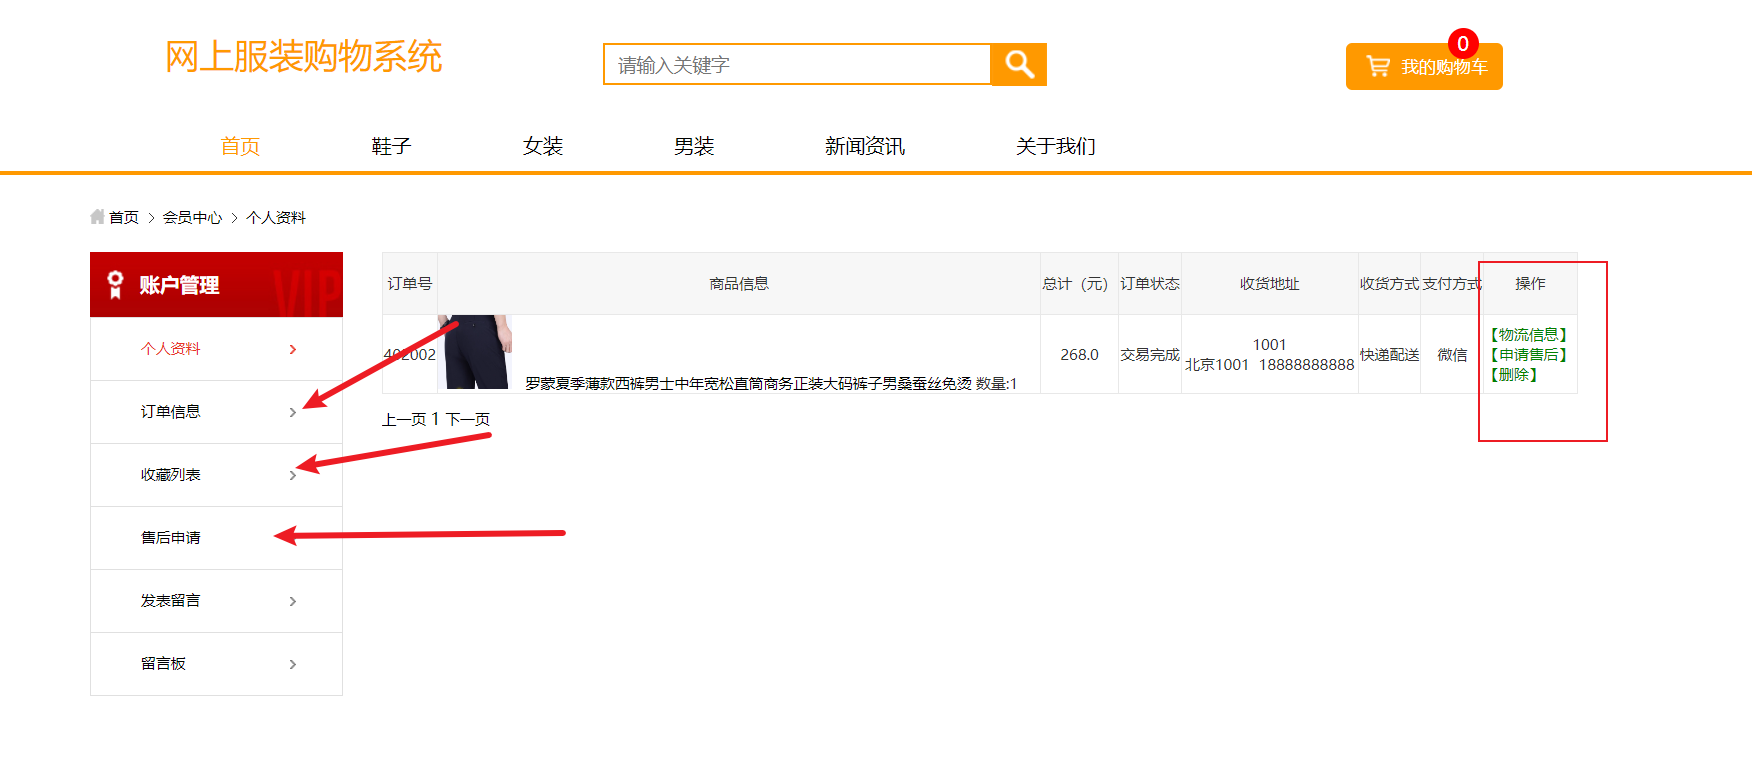 网上服装购物系统
请输入关键字
0
我的购物车
首页 鞋子 女装 男装 新闻资讯 关于我们
首页 > 会员中心 > 个人资料
账户管理
VIP
个人资料
订单信息
收藏列表
售后申请
发表留言
留言板
订单号 商品信息 总计（元） 订单状态 收货地址 收货方式 支付方式 操作
402002 罗蒙夏季薄款西裤男士中年宽松直筒商务正装大码裤子男桑蚕丝免烫 数量:1 268.0 交易完成
1001
北京1001 18888888888
快递配送 微信
【物流信息】
【申请售后】
【删除】
上一页 1 下一页